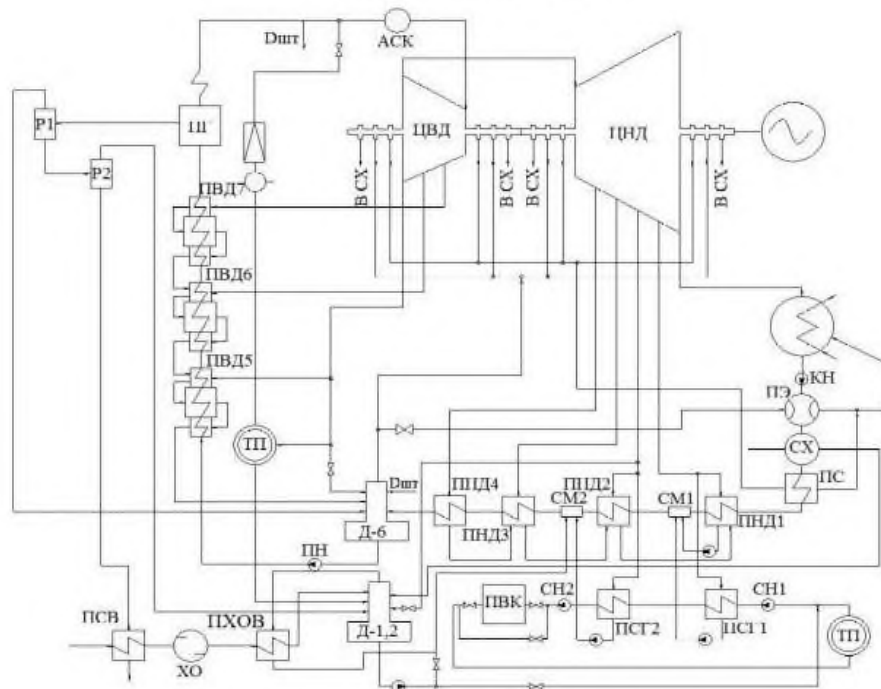 Dшт
АСК
Р1
ПГ
Р2
ЦВД
ЦНД
В СХ
В СХ
В СХ
В СХ
ПВД7
ПВД6
ПВД5
КН
ПЭ
СХ
ПС
ТП
Dшт
Д-6
ПНД4
ПНД3
СМ2
ПНД2
СМ1
ПНД1
ПН
ПСВ
ХО
ПХОВ
Д-1,2
ПВК
СН2
СН1
ПСГ2
ПСГ1
ТП